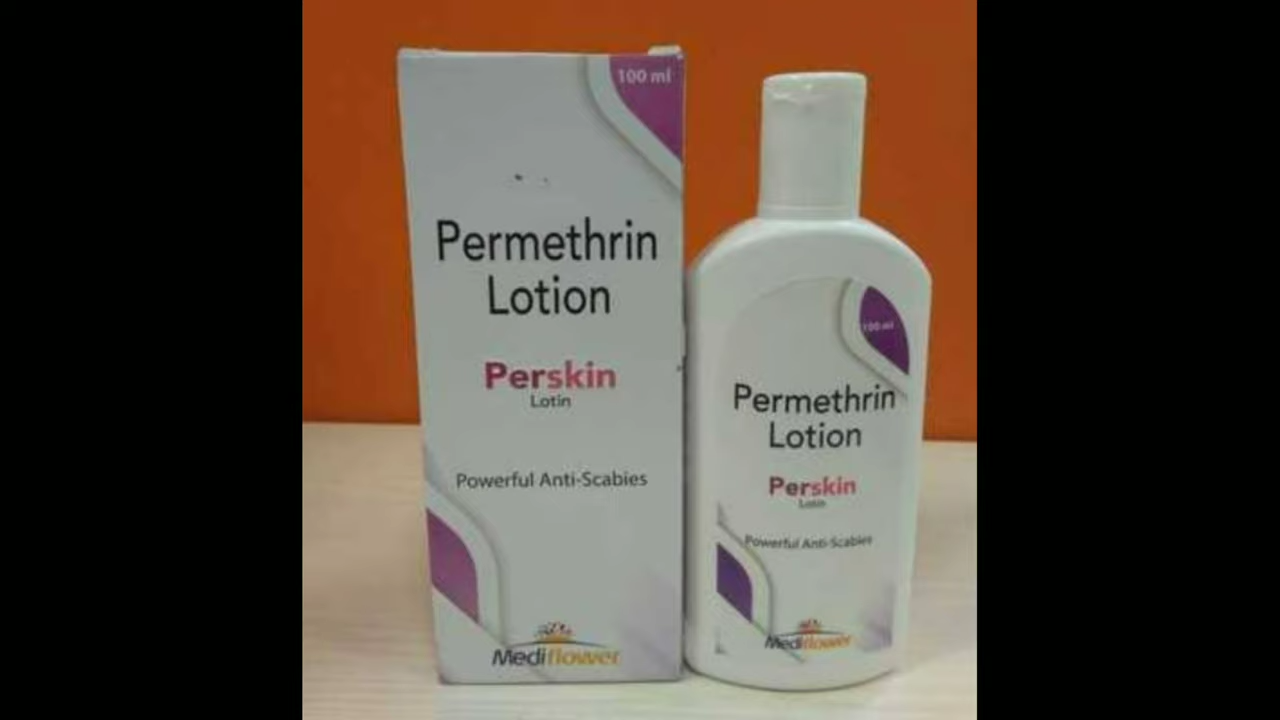 100 ml
Permethrin
Lotion
Perskin
Lotin
Powerful Anti-Scabies
Mediflower
100 ml
Permethrin
Lotion
Perskin
Lotin
Powerful Anti-Scabies
Mediflower